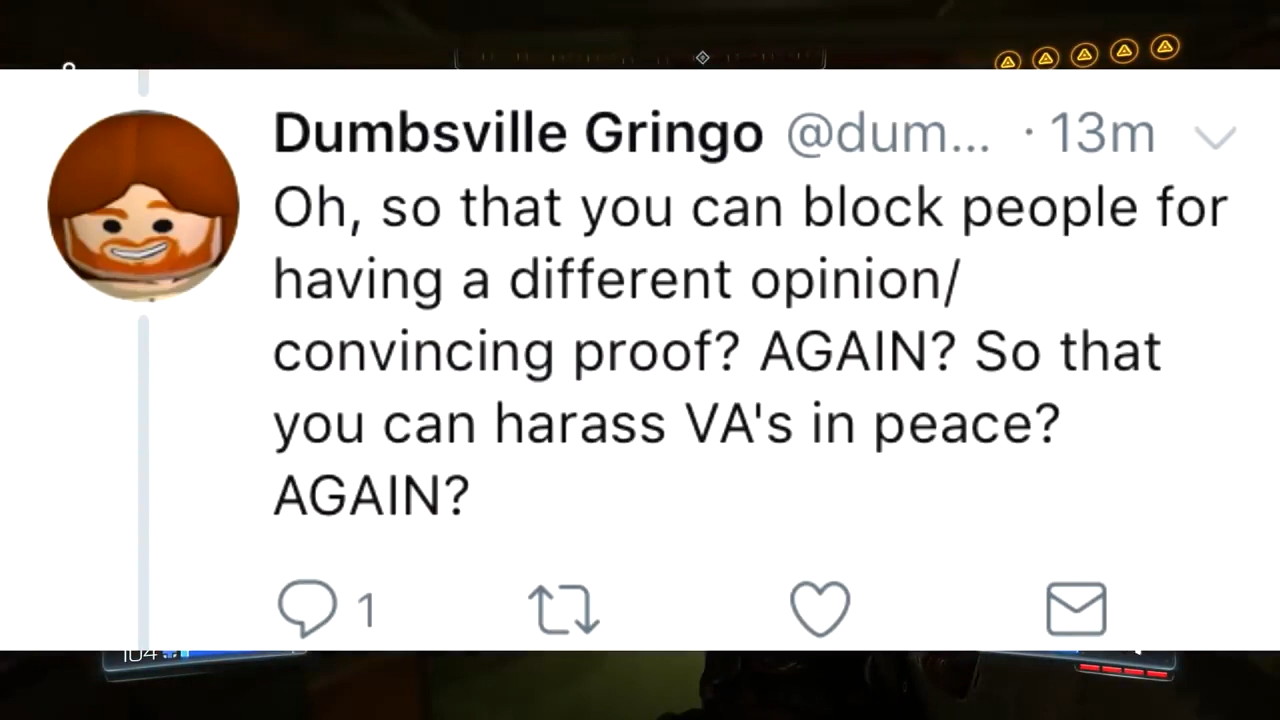 Dumbsville Gringo @dum... · 13m
Oh, so that you can block people for
having a different opinion/
convincing proof? AGAIN? So that
you can harass VA's in peace?
AGAIN?
1
104